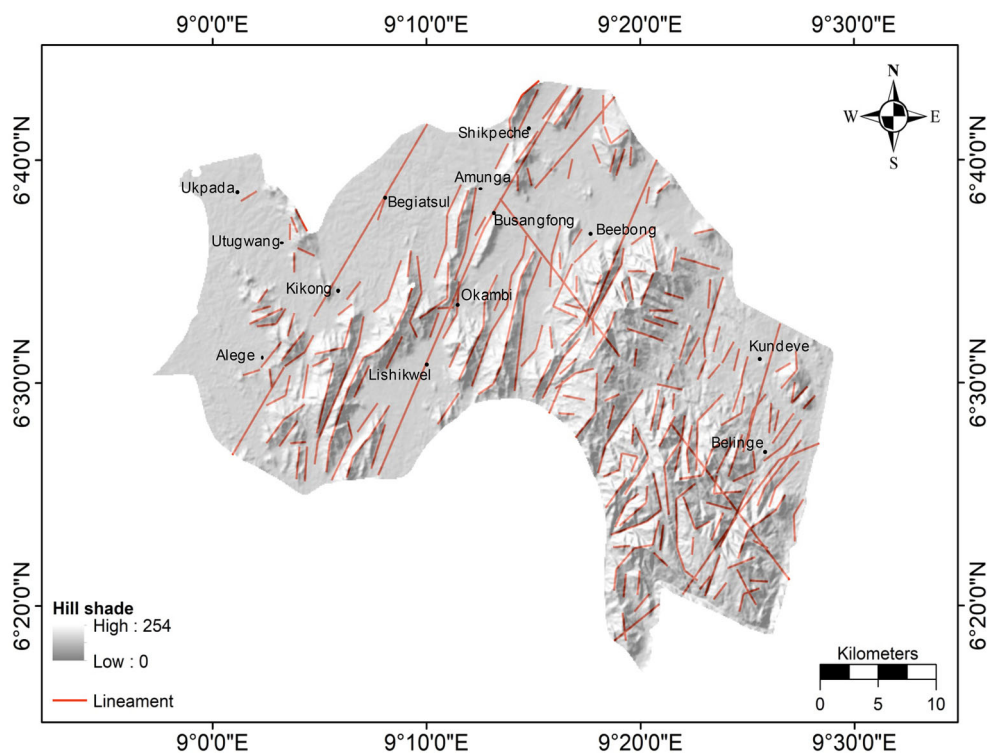 9°0'0"E 9°10'0"E 9°20'0"E 9°30'0"E
N
W E
S
6°40'0"N 6°40'0"N
6°30'0"N 6°30'0"N
6°20'0"N 6°20'0"N
Shikpeche
Amunga
Ukpada
Begiatsul
Busangfong
Beebong
Utugwang
Kikong
Okambi
Alege
Lishikwel
Kundeve
Belinge
Hill shade
High : 254
Low : 0
Lineament
Kilometers
0 5 10
9°0'0"E 9°10'0"E 9°20'0"E 9°30'0"E